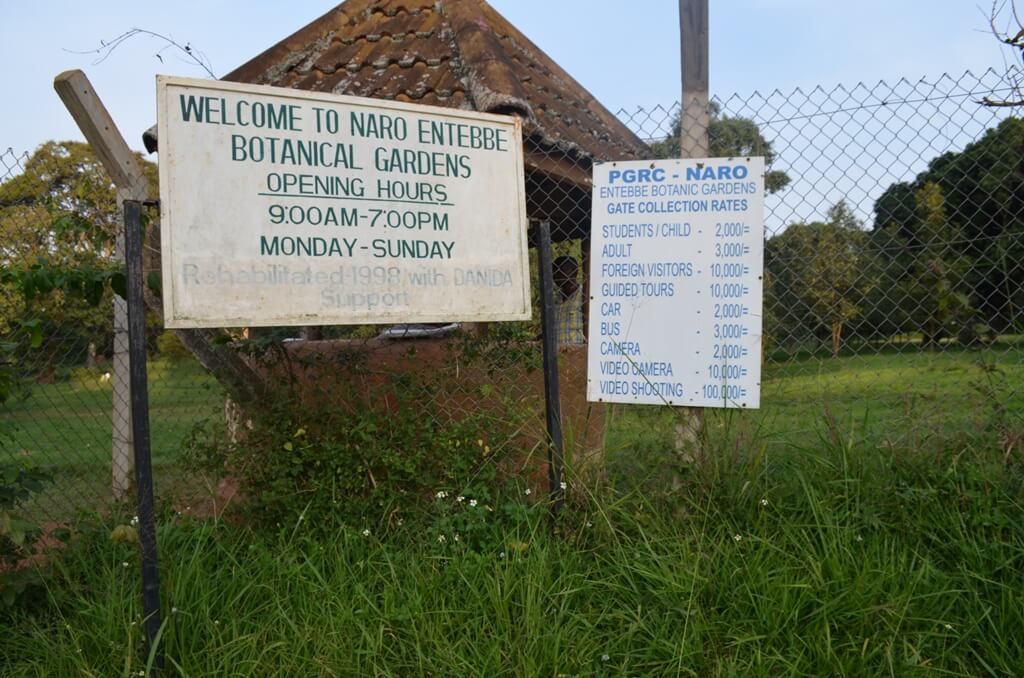 WELCOME TO NARO ENTEBBE
BOTANICAL GARDENS
OPENING HOURS
9:00AM-7:00PM
MONDAY-SUNDAY
Rehabilitated 1998 with DANIDA
Support
PGRC - NARO
ENTEBBE BOTANIC GARDENS
GATE COLLECTION RATES
STUDENTS / CHILD - 2,000/=
ADULT - 3,000/=
FOREIGN VISITORS - 10,000/=
GUIDED TOURS - 10,000/=
CAR - 2,000/=
BUS - 3,000/=
CAMERA - 2,000/=
VIDEO CAMERA - 10,000/=
VIDEO SHOOTING - 100,000/=